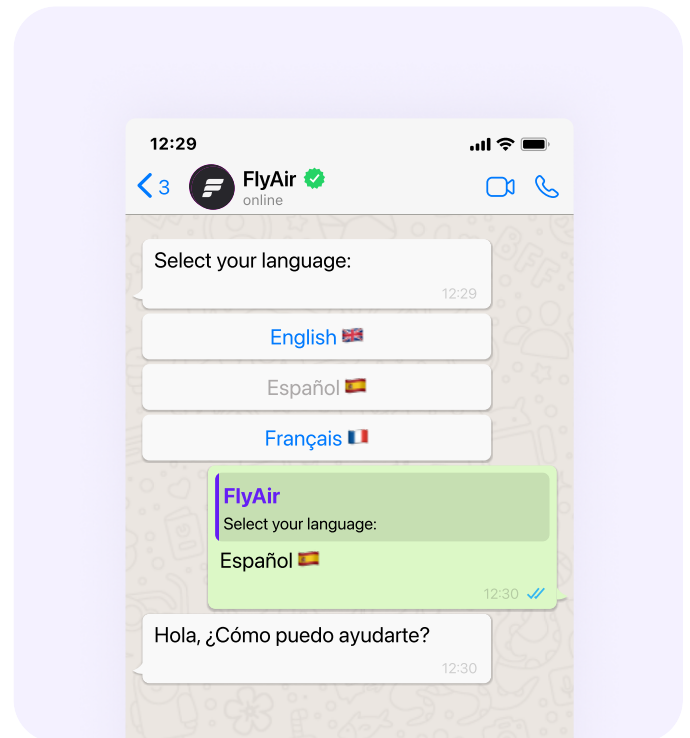 12:29
3
FlyAir
online
Select your language:
12:29
English 🇬🇧
Español 🇪🇸
Français 🇫🇷
FlyAir
Select your language:
Español 🇪🇸
12:30
Hola, ¿Cómo puedo ayudarte?
12:30